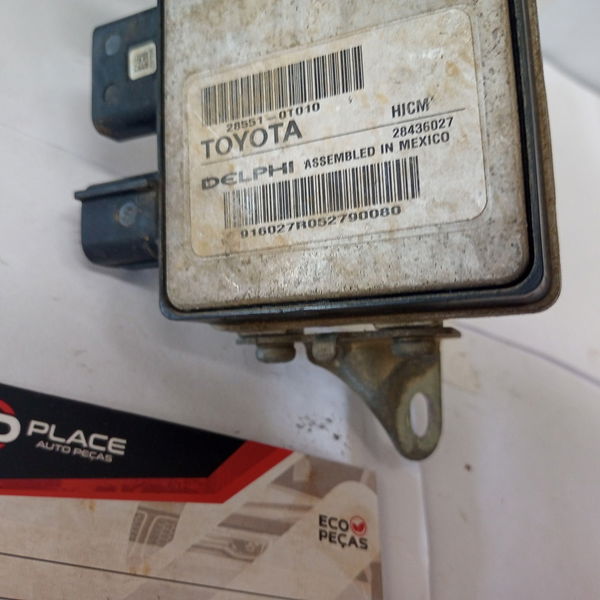 28551-0T010
HICM
TOYOTA
28436027
DELPHI ASSEMBLED IN MEXICO
916027R052790080
PLACE
AUTO PEÇAS
ECO
PEÇAS